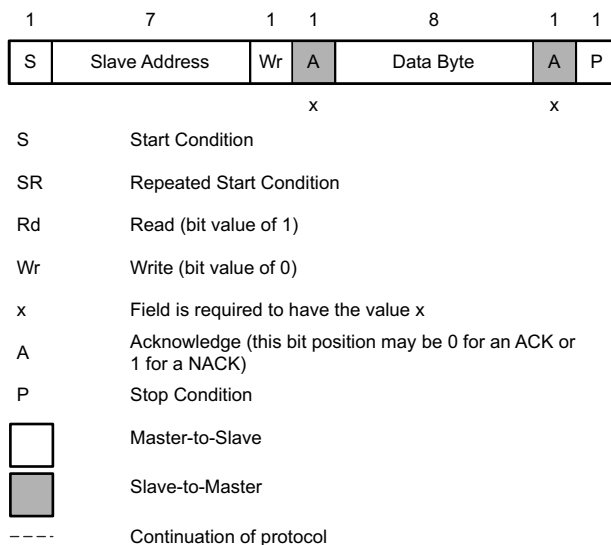 1 7 1 1 8 1 1
S Slave Address Wr A Data Byte A P
x x
S Start Condition
SR Repeated Start Condition
Rd Read (bit value of 1)
Wr Write (bit value of 0)
x Field is required to have the value x
A Acknowledge (this bit position may be 0 for an ACK or
1 for a NACK)
P Stop Condition
Master-to-Slave
Slave-to-Master
Continuation of protocol